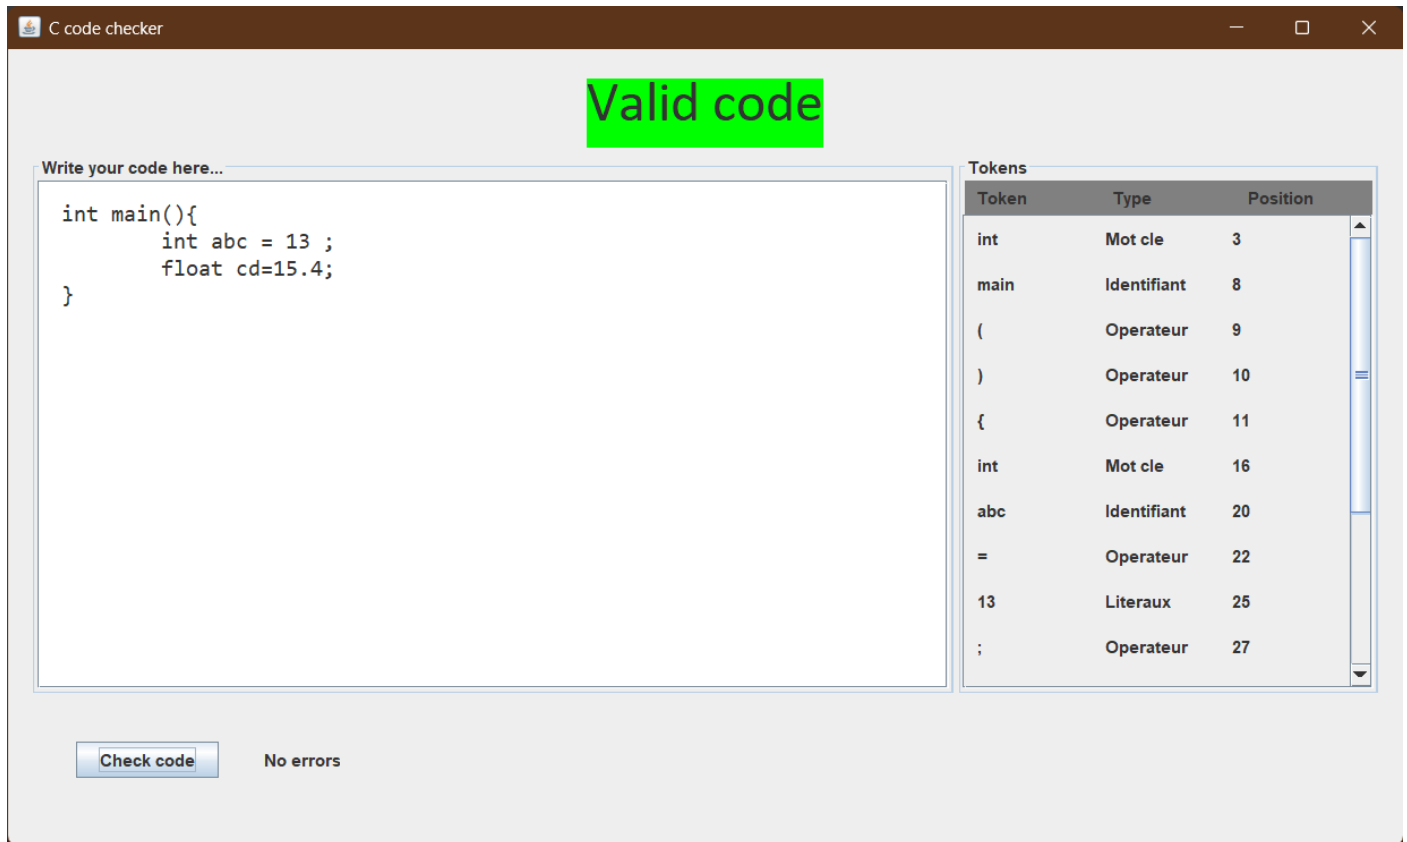 C code checker
Valid code
Write your code here...
int main(){
        int abc = 13 ;
        float cd=15.4;
}
Tokens
Token Type Position
int Mot cle 3
main Identifiant 8
( Operateur 9
) Operateur 10
{ Operateur 11
int Mot cle 16
abc Identifiant 20
= Operateur 22
13 Literaux 25
; Operateur 27
Check code No errors